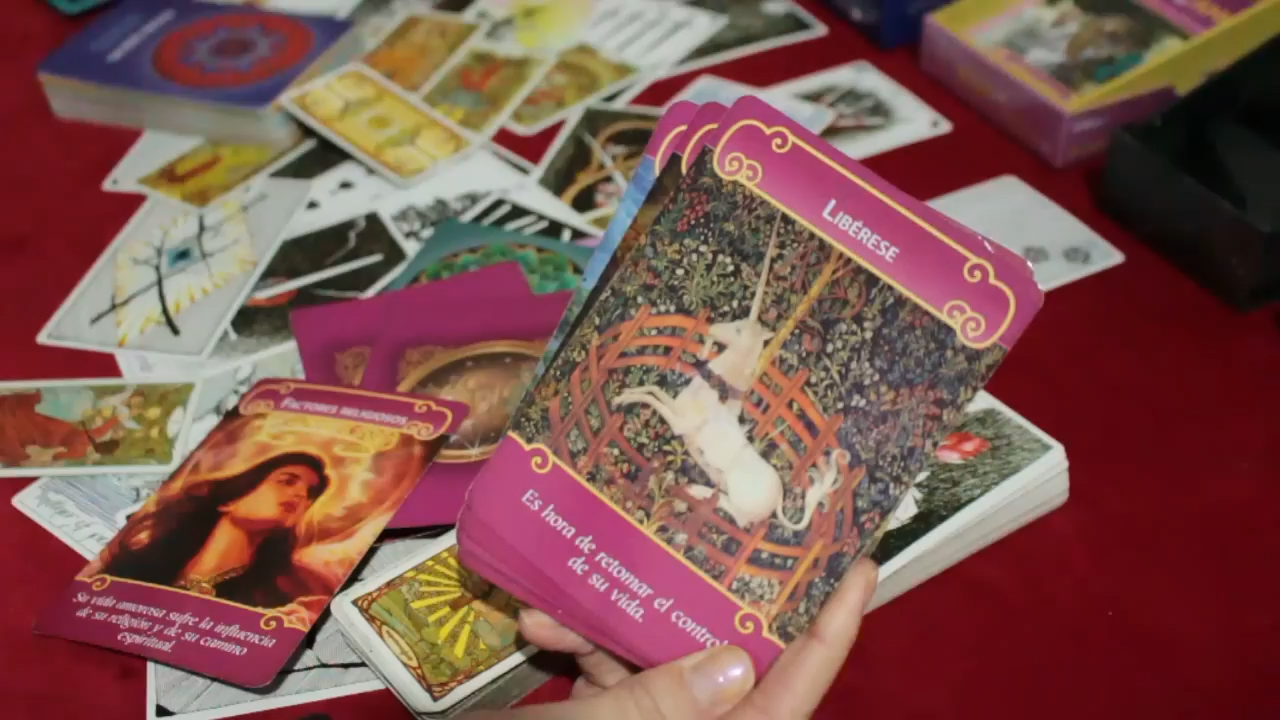 LIBÉRESE
Es hora de retomar el control
de su vida.
FACTORES RELIGIOSOS
Su vida amorosa sufre la influencia
de su religión y de su camino
espiritual.